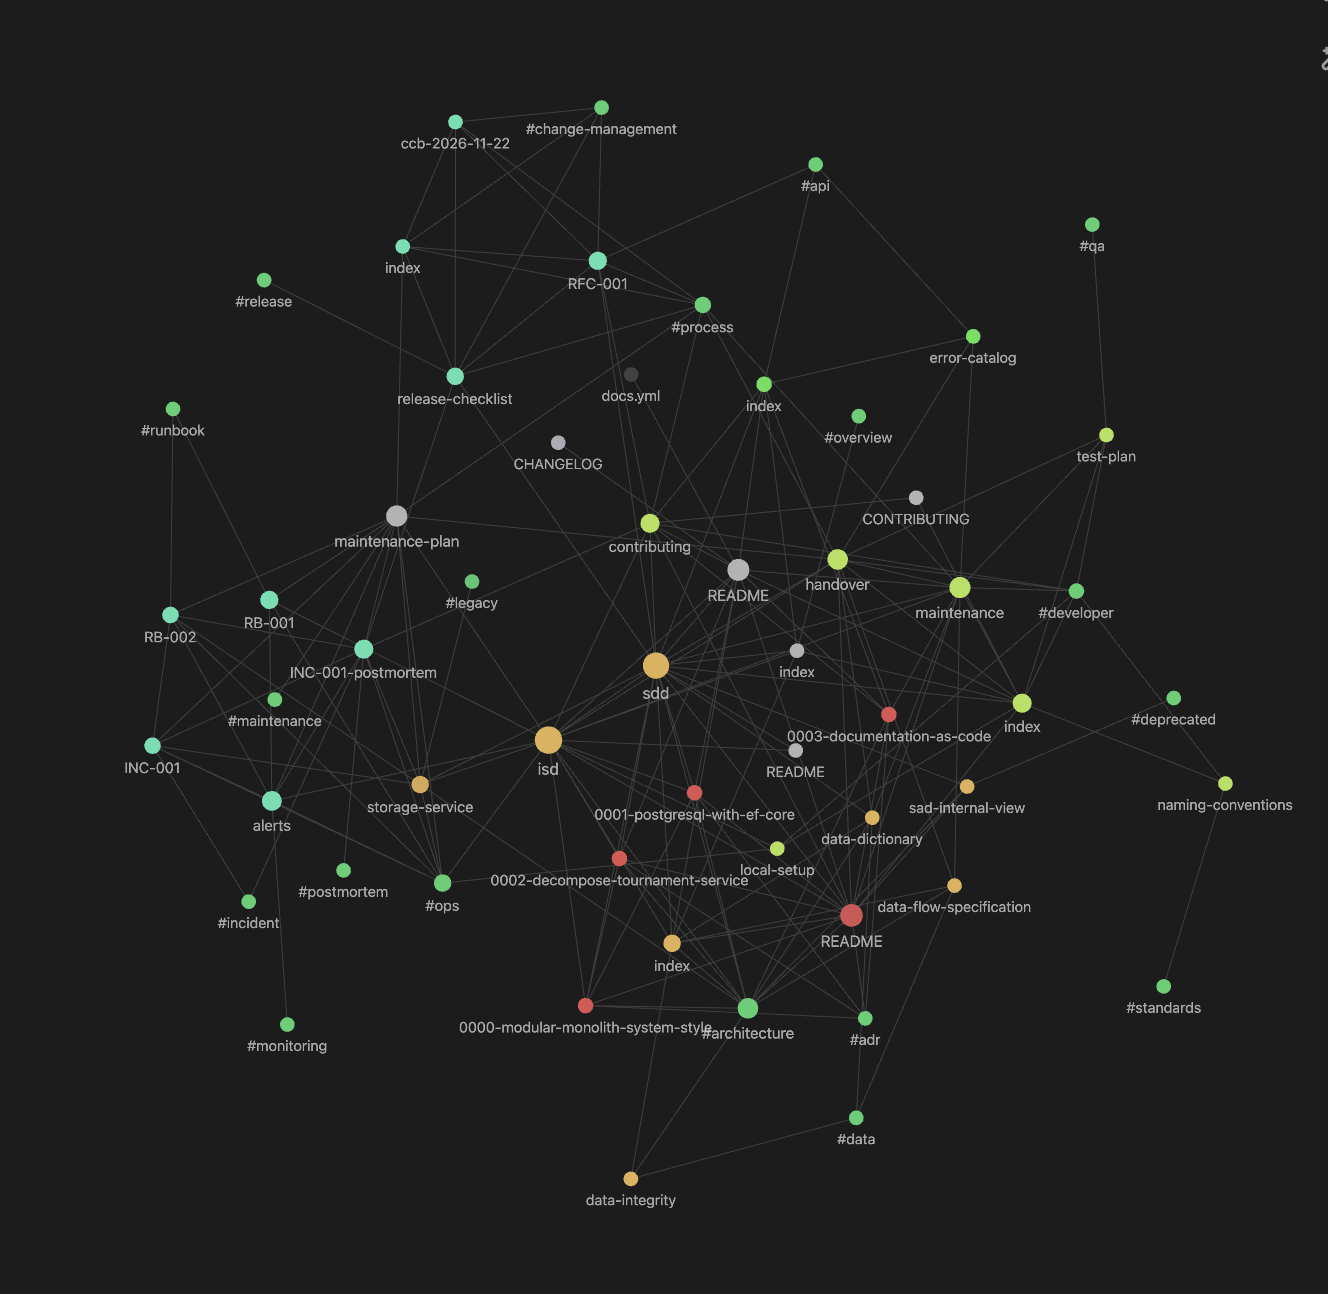 #change-management
ccb-2026-11-22
#api
#qa
index
RFC-001
#release
#process
error-catalog
docs.yml
release-checklist
index
#runbook
#overview
test-plan
CHANGELOG
CONTRIBUTING
maintenance-plan
contributing
handover
README
#legacy
maintenance
#developer
RB-001
RB-002
INC-001-postmortem
index
sdd
#maintenance
#deprecated
index
0003-documentation-as-code
INC-001
isd
README
storage-service
sad-internal-view
naming-conventions
0001-postgresql-with-ef-core
alerts
data-dictionary
local-setup
0002-decompose-tournament-service
#postmortem
#ops
data-flow-specification
#incident
README
index
#standards
0000-modular-monolith-system-style
#architecture
#adr
#monitoring
#data
data-integrity